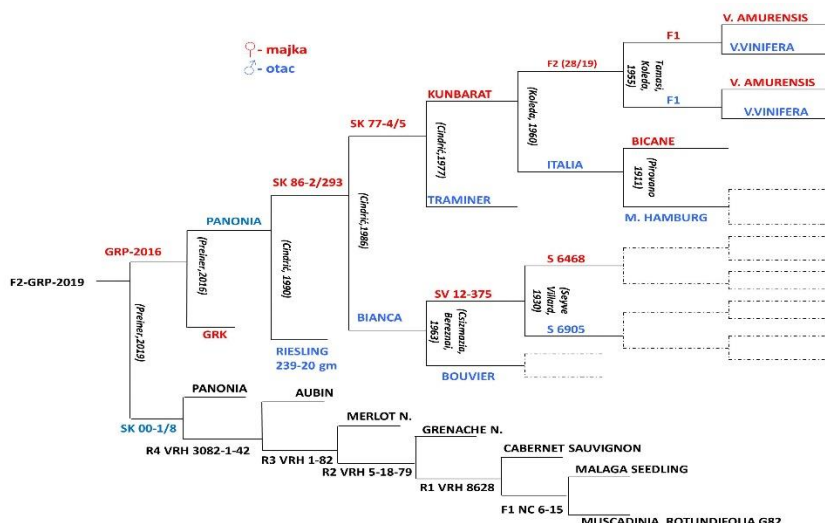 ♀- majka
♂- otac
F1
V. AMURENSIS
V.VINIFERA
F2 (28/19)
(Tamasi, Koleda, 1955)
V. AMURENSIS
F1
V.VINIFERA
KUNBARAT
(Koleda, 1960)
SK 77-4/5
(Cindrić,1977)
BICANE
ITALIA
(Pirovano 1911)
SK 86-2/293
TRAMINER
M. HAMBURG
PANONIA
(Cindrić,1986)
GRP-2016
(Preiner,2016)
(Cindrić, 1990)
S 6468
F2-GRP-2019
SV 12-375
(Seyve Villard, 1930)
(Preiner,2019)
BIANCA
(Csizmazia, Bereznai, 1963)
GRK
S 6905
RIESLING
239-20 gm
BOUVIER
PANONIA
AUBIN
SK 00-1/8
MERLOT N.
R4 VRH 3082-1-42
GRENACHE N.
R3 VRH 1-82
CABERNET SAUVIGNON
R2 VRH 5-18-79
MALAGA SEEDLING
R1 VRH 8628
F1 NC 6-15
MUSCADINIA ROTUNDIFOLIA G82